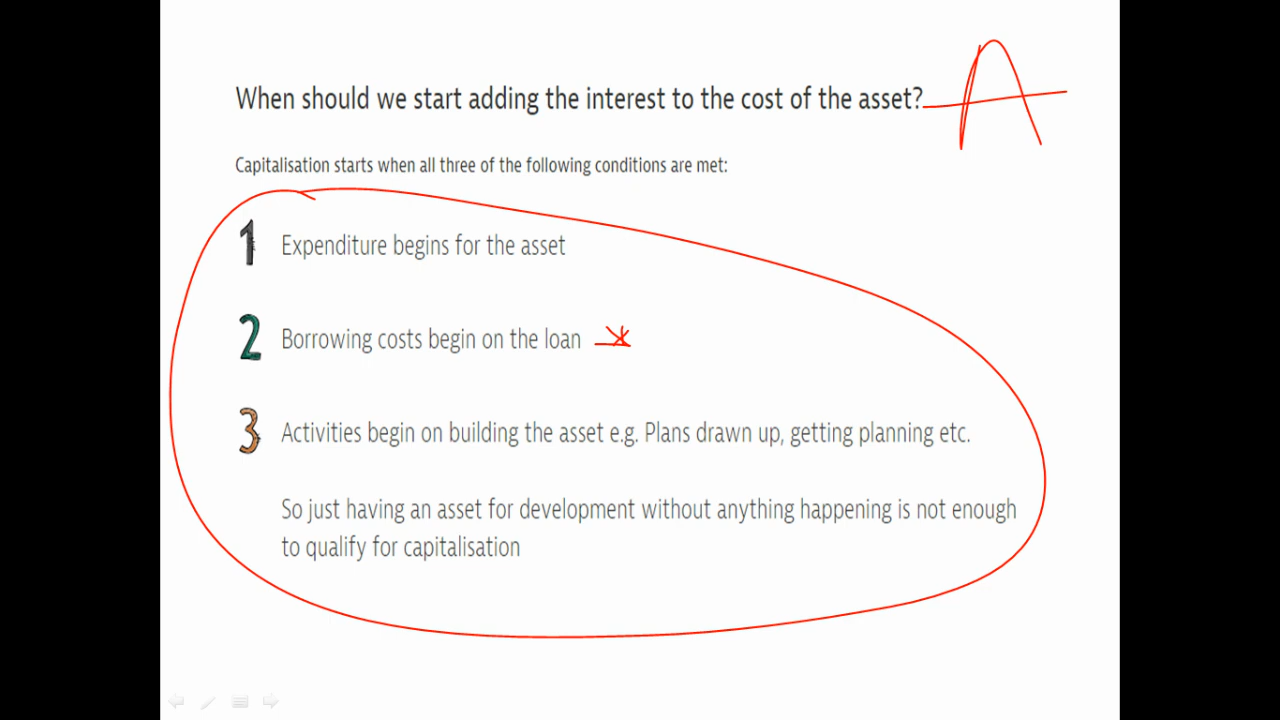 When should we start adding the interest to the cost of the asset? A
Capitalisation starts when all three of the following conditions are met:
1 Expenditure begins for the asset
2 Borrowing costs begin on the loan
3 Activities begin on building the asset e.g. Plans drawn up, getting planning etc.
So just having an asset for development without anything happening is not enough
to qualify for capitalisation